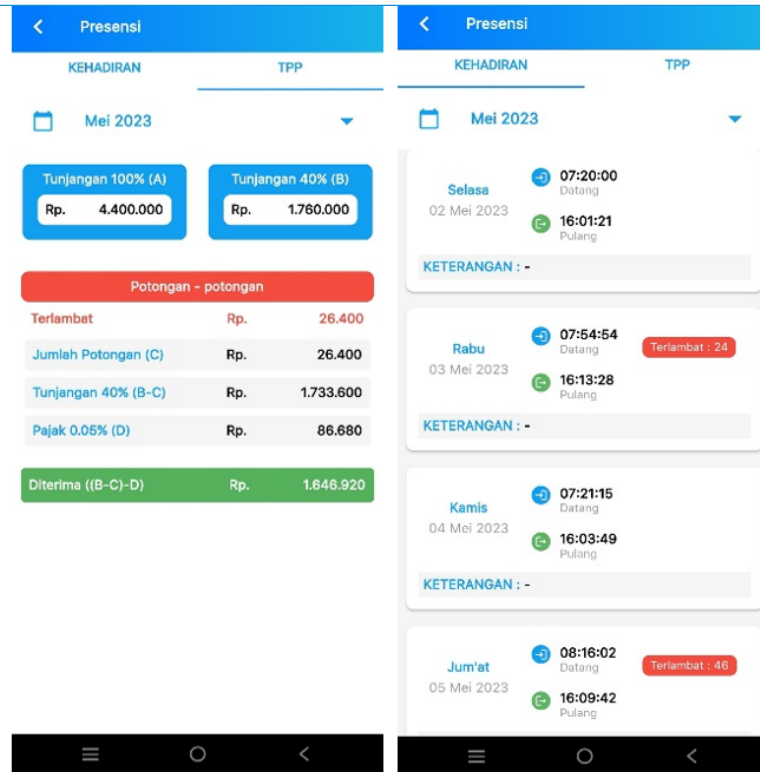 Presensi
KEHADIRAN TPP
Mei 2023
Tunjangan 100% (A) Tunjangan 40% (B)
Rp. 4.400.000 Rp. 1.760.000
Potongan - potongan
Terlambat Rp. 26.400
Jumlah Potongan (C) Rp. 26.400
Tunjangan 40% (B-C) Rp. 1.733.600
Pajak 0.05% (D) Rp. 86.680
Diterima ((B-C)-D) Rp. 1.646.920
Presensi
KEHADIRAN TPP
Mei 2023
Selasa
02 Mei 2023
07:20:00
Datang
16:01:21
Pulang
KETERANGAN : -
Rabu
03 Mei 2023
07:54:54
Datang
Terlambat : 24
16:13:28
Pulang
KETERANGAN : -
Kamis
04 Mei 2023
07:21:15
Datang
16:03:49
Pulang
KETERANGAN : -
Jum'at
05 Mei 2023
08:16:02
Datang
Terlambat : 46
16:09:42
Pulang